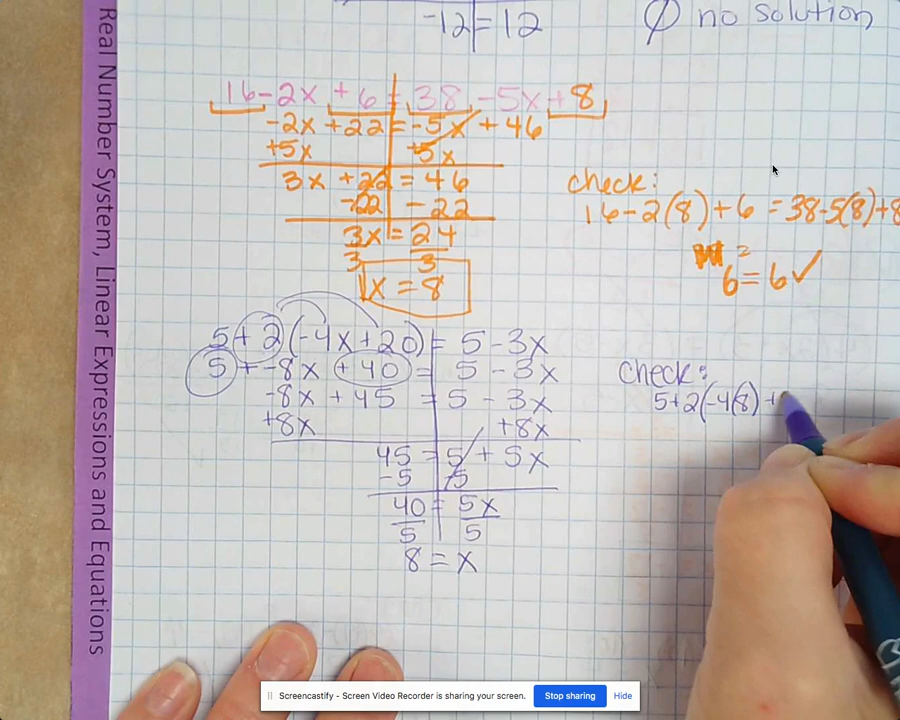 -12 = 12 ∅ no solution
16 - 2x + 6 = 38 - 5x + 8
-2x + 22 = -5x + 46
+5x +5x
3x + 22 = 46
-22 - 22
3x = 24
3 3
x = 8
check:
16 - 2(8) + 6 = 38 - 5(8) + 8
6 ≟ 6 ✓
5 + 2(-4x + 20) = 5 - 3x
5 + -8x + 40 = 5 - 3x
-8x + 45 = 5 - 3x
+8x +8x
45 = 5 + 5x
-5 -5
40 = 5x
5 5
8 = x
check:
5+2(-4(8) +
Real Number System, Linear Expressions and Equations
Screencastify - Screen Video Recorder is sharing your screen. Stop sharing Hide